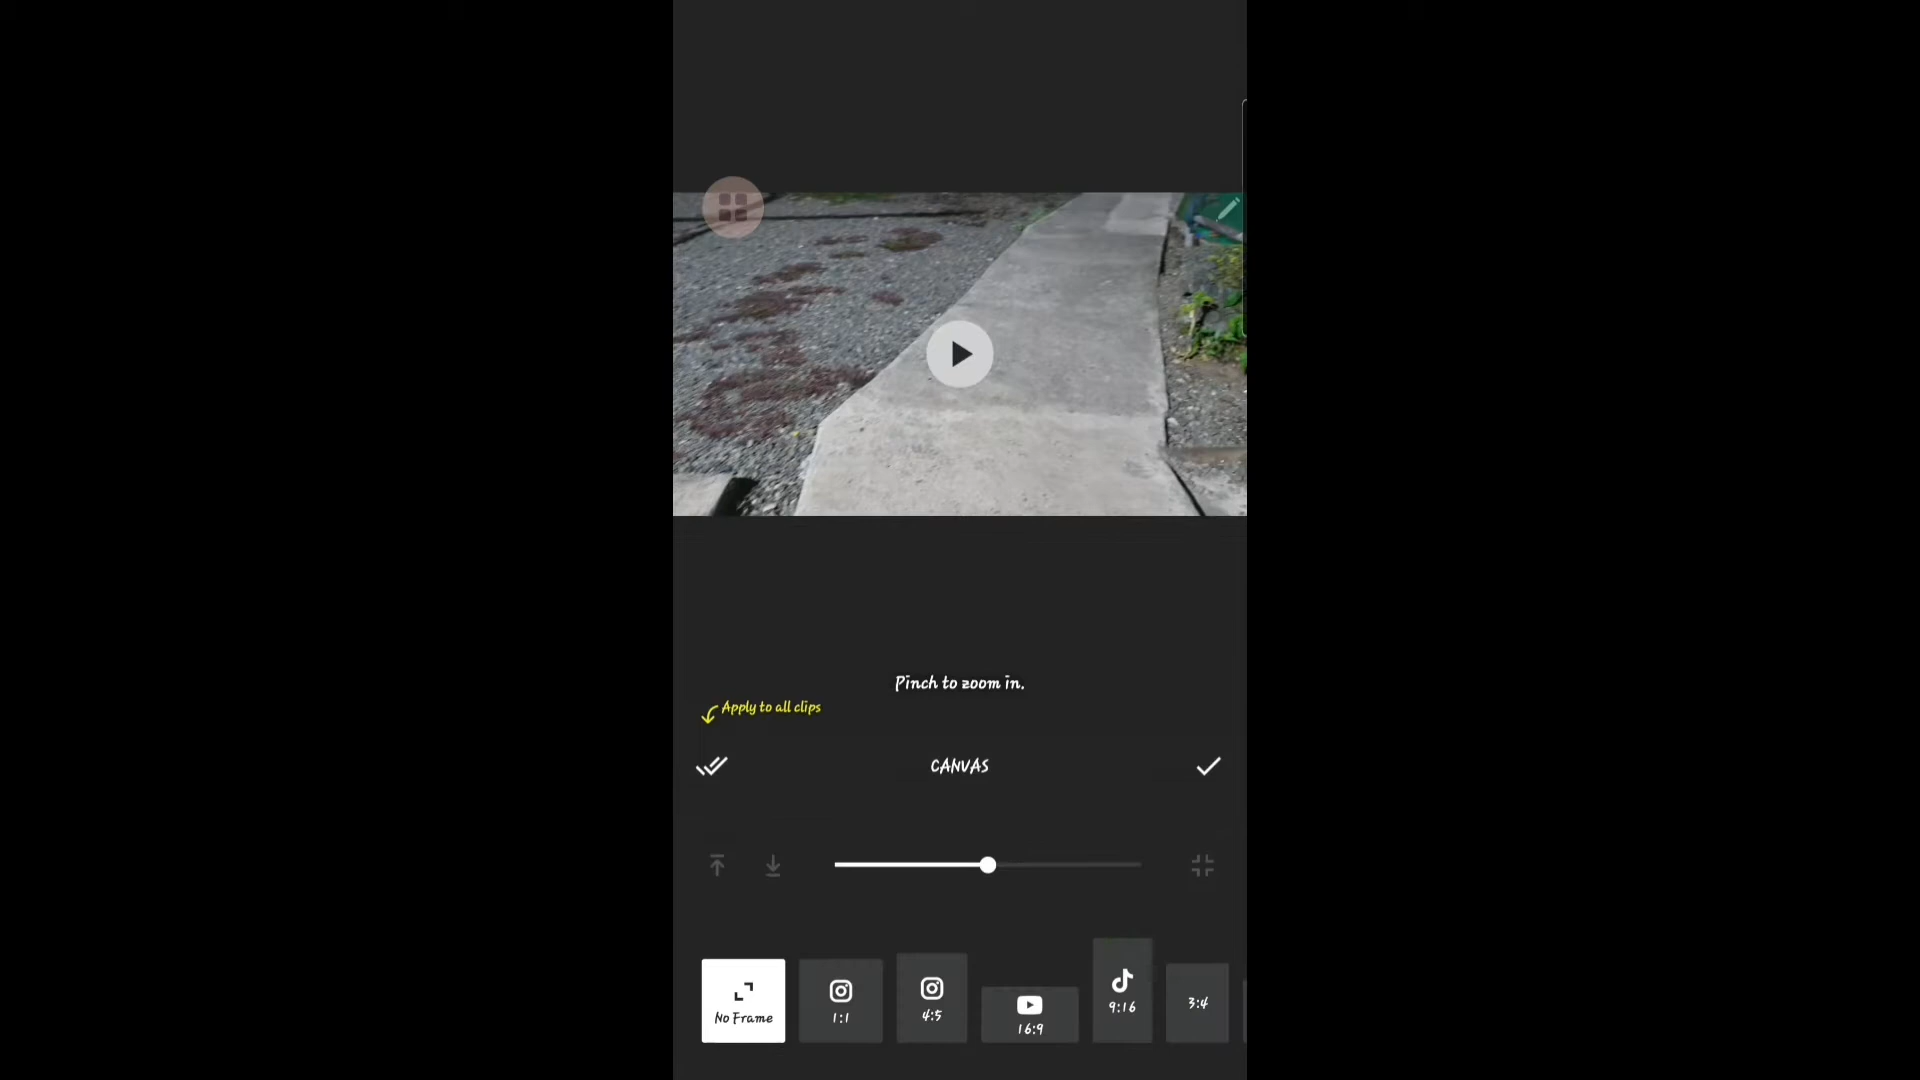 Pinch to zoom in.
Apply to all clips
CANVAS
No Frame
1:1
4:5
16:9
9:16
3:4